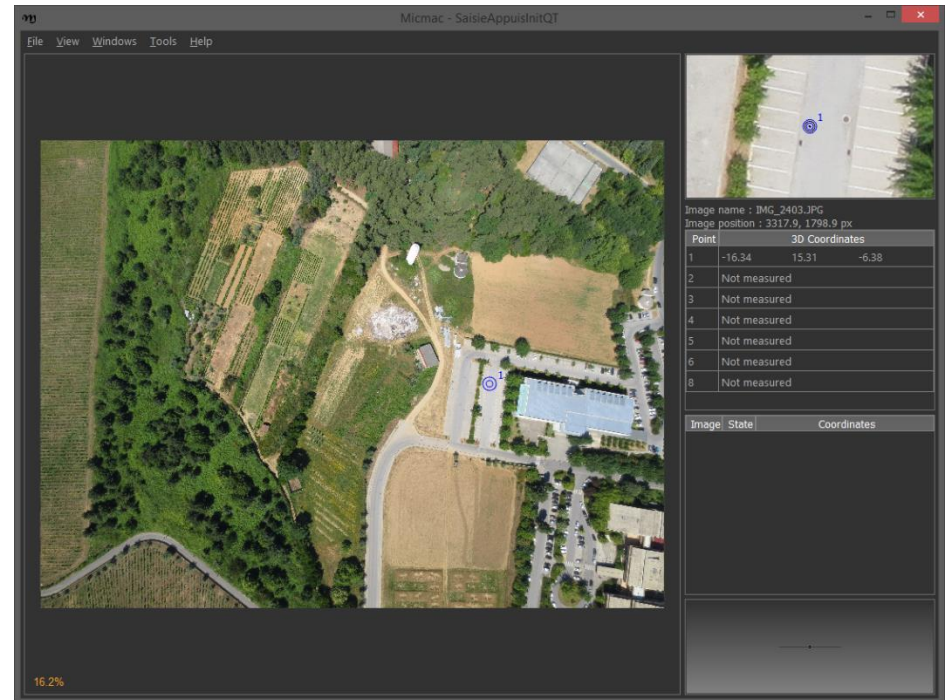 Micmac - SaisieAppuisInitQT
File View Windows Tools Help
1
1
Image name : IMG_2403.JPG
Image position : 3317.9, 1798.9 px
Point 3D Coordinates
1 -16.34 15.31 -6.38
2 Not measured
3 Not measured
4 Not measured
5 Not measured
6 Not measured
8 Not measured
Image State Coordinates
16.2%